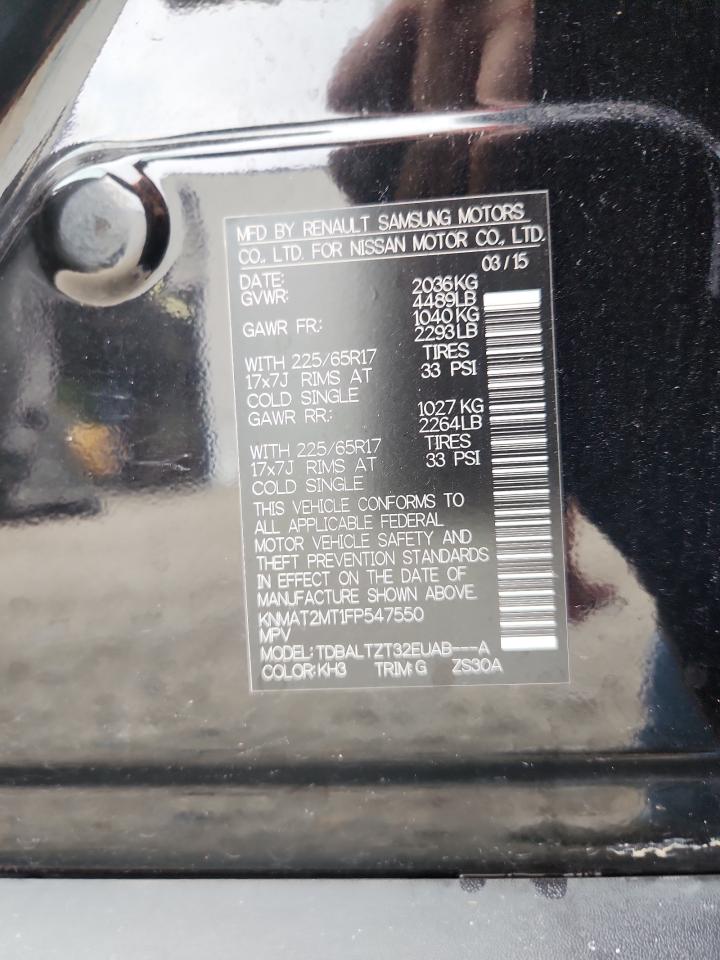 MFD BY RENAULT SAMSUNG MOTORS
CO., LTD. FOR NISSAN MOTOR CO., LTD.
DATE: 03/15
GVWR: 2036KG
4489LB
GAWR FR: 1040KG
2293LB
WITH 225/65R17 TIRES
17x7J RIMS AT 33 PSI
COLD SINGLE
GAWR RR: 1027KG
2264LB
WITH 225/65R17 TIRES
17x7J RIMS AT 33 PSI
COLD SINGLE
THIS VEHICLE CONFORMS TO
ALL APPLICABLE FEDERAL
MOTOR VEHICLE SAFETY AND
THEFT PREVENTION STANDARDS
IN EFFECT ON THE DATE OF
MANUFACTURE SHOWN ABOVE.
KNMAT2MT1FP547550
MPV
MODEL: TDBALTZT32EUAB---A
COLOR: KH3 TRIM: G ZS30A